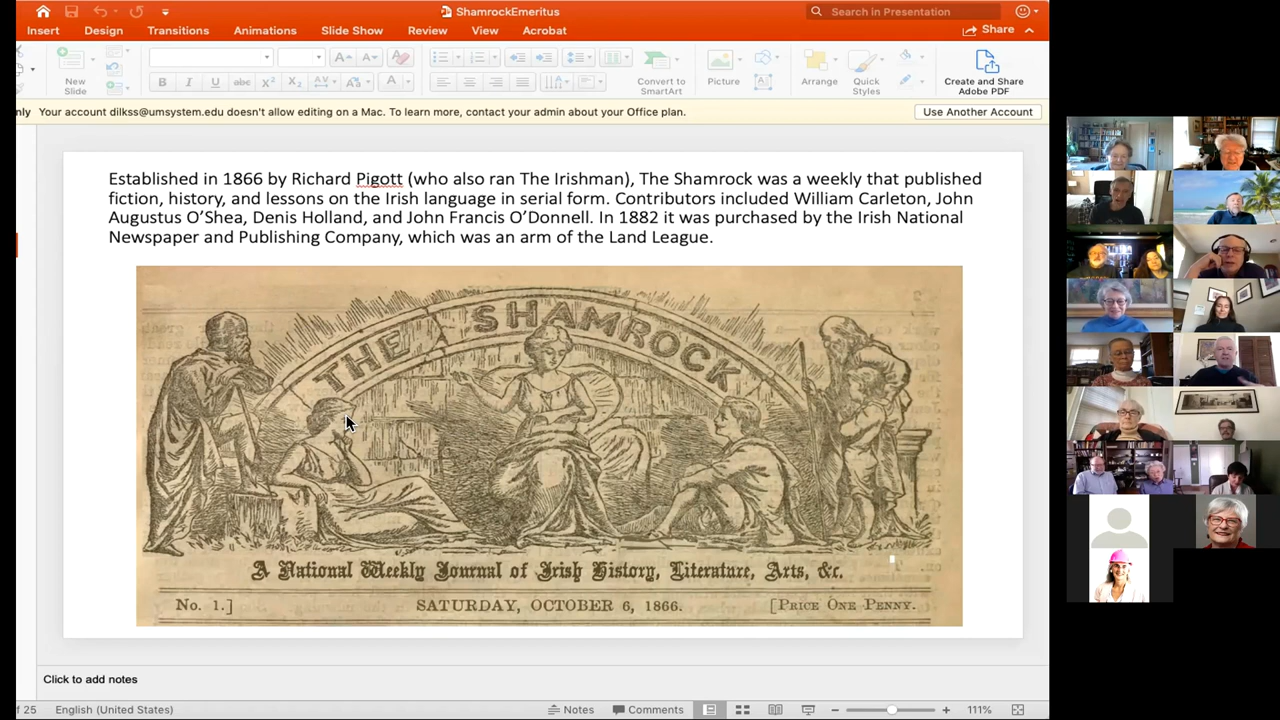 ShamrockEmeritus
Search in Presentation
Insert
Design
Transitions
Animations
Slide Show
Review
View
Acrobat
Share
New
Slide
Convert to
SmartArt
Picture
Arrange
Quick
Styles
Create and Share
Adobe PDF
nly
Your account dilkss@umsystem.edu doesn't allow editing on a Mac. To learn more, contact your admin about your Office plan.
Use Another Account
Established in 1866 by Richard Pigott (who also ran The Irishman), The Shamrock was a weekly that published
fiction, history, and lessons on the Irish language in serial form. Contributors included William Carleton, John
Augustus O'Shea, Denis Holland, and John Francis O'Donnell. In 1882 it was purchased by the Irish National
Newspaper and Publishing Company, which was an arm of the Land League.
THE SHAMROCK
A National Weekly Journal of Irish History, Literature, Arts, &c.
No. 1.] SATURDAY, OCTOBER 6, 1866. [PRICE ONE PENNY.
Click to add notes
f 25
English (United States)
Notes
Comments
111%